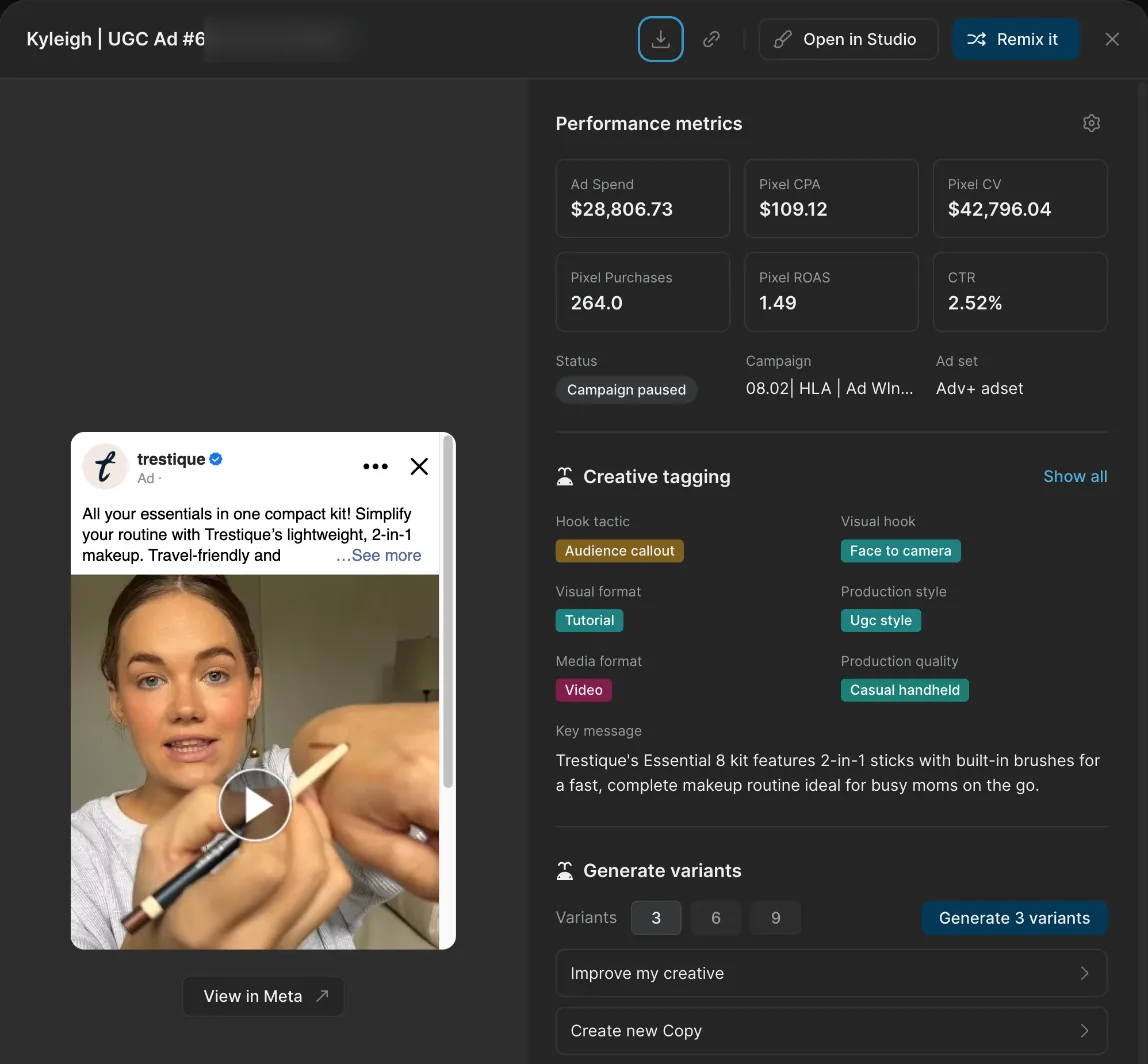 Kyleigh | UGC Ad #6
Open in Studio
Remix it
Performance metrics
Ad Spend
$28,806.73
Pixel CPA
$109.12
Pixel CV
$42,796.04
Pixel Purchases
264.0
Pixel ROAS
1.49
CTR
2.52%
Status
Campaign paused
Campaign
08.02| HLA | Ad WIn...
Ad set
Adv+ adset
trestique
Ad ·
All your essentials in one compact kit! Simplify
your routine with Trestique's lightweight, 2-in-1
makeup. Travel-friendly and …See more
View in Meta
Creative tagging
Show all
Hook tactic
Audience callout
Visual hook
Face to camera
Visual format
Tutorial
Production style
Ugc style
Media format
Video
Production quality
Casual handheld
Key message
Trestique's Essential 8 kit features 2-in-1 sticks with built-in brushes for
a fast, complete makeup routine ideal for busy moms on the go.
Generate variants
Variants 3 6 9
Generate 3 variants
Improve my creative
Create new Copy